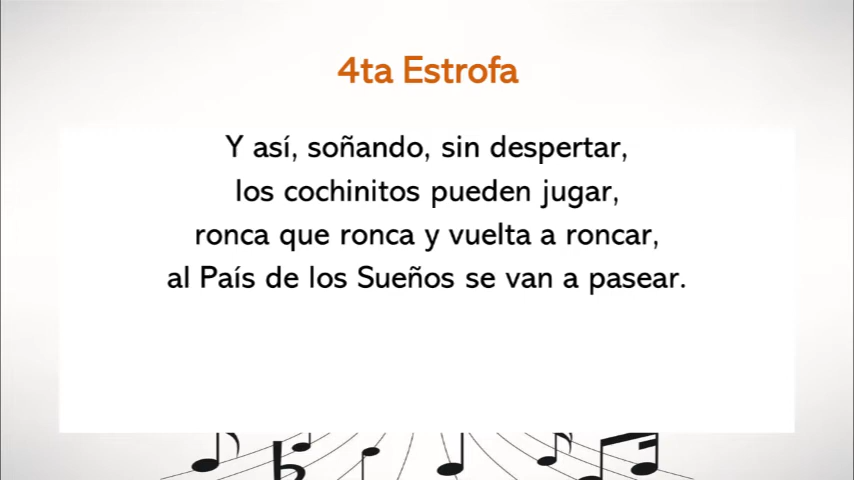 4ta Estrofa
Y así, soñando, sin despertar,
los cochinitos pueden jugar,
ronca que ronca y vuelta a roncar,
al País de los Sueños se van a pasear.